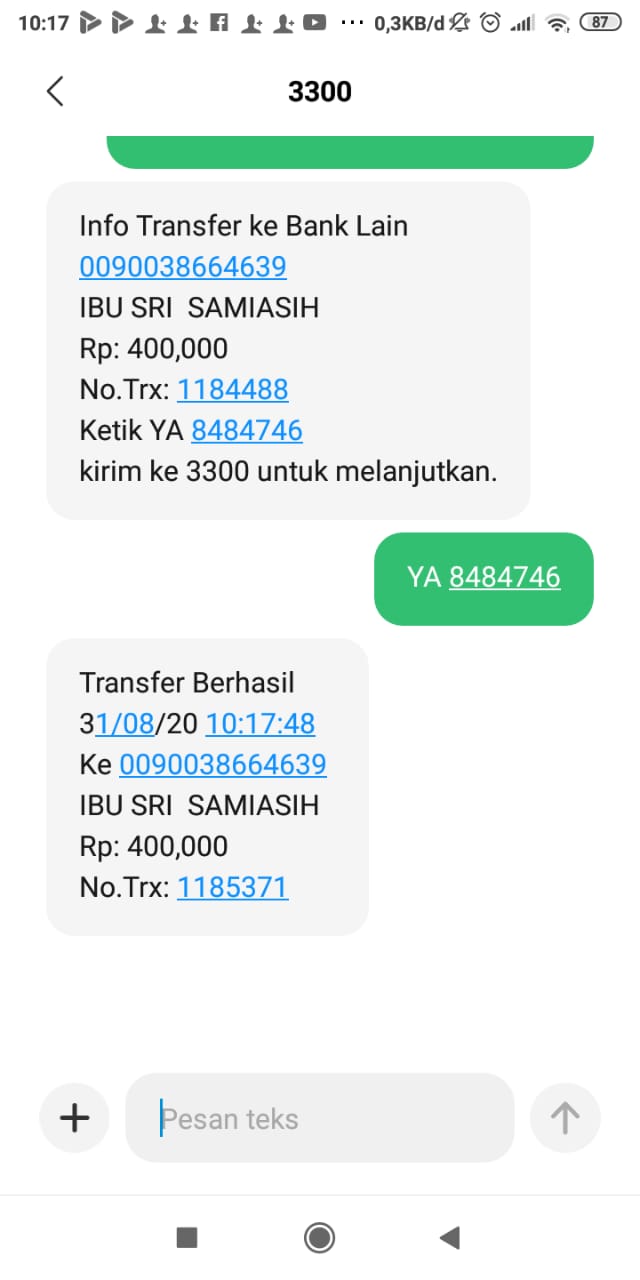 10:17 ... 0,3KB/d 87
3300
Info Transfer ke Bank Lain
0090038664639
IBU SRI  SAMIASIH
Rp: 400,000
No.Trx: 1184488
Ketik YA 8484746
kirim ke 3300 untuk melanjutkan.
YA 8484746
Transfer Berhasil
31/08/20 10:17:48
Ke 0090038664639
IBU SRI  SAMIASIH
Rp: 400,000
No.Trx: 1185371
Pesan teks